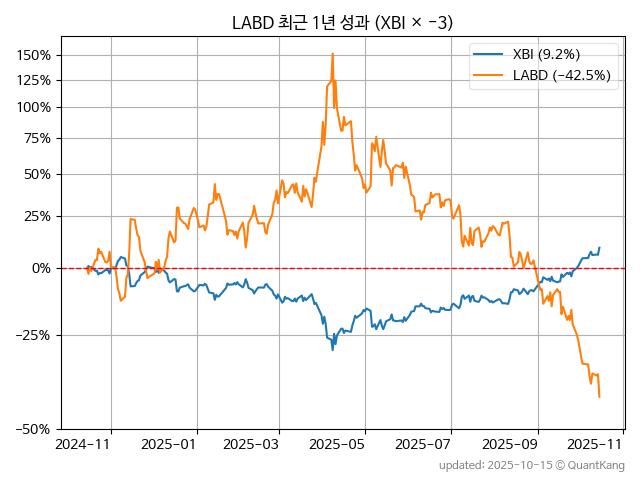 LABD 최근 1년 성과 (XBI × −3)
XBI (9.2%)
LABD (−42.5%)
150%
125%
100%
75%
50%
25%
0%
−25%
−50%
2024−11 2025−01 2025−03 2025−05 2025−07 2025−09 2025−11
updated: 2025-10-15 © QuantKang